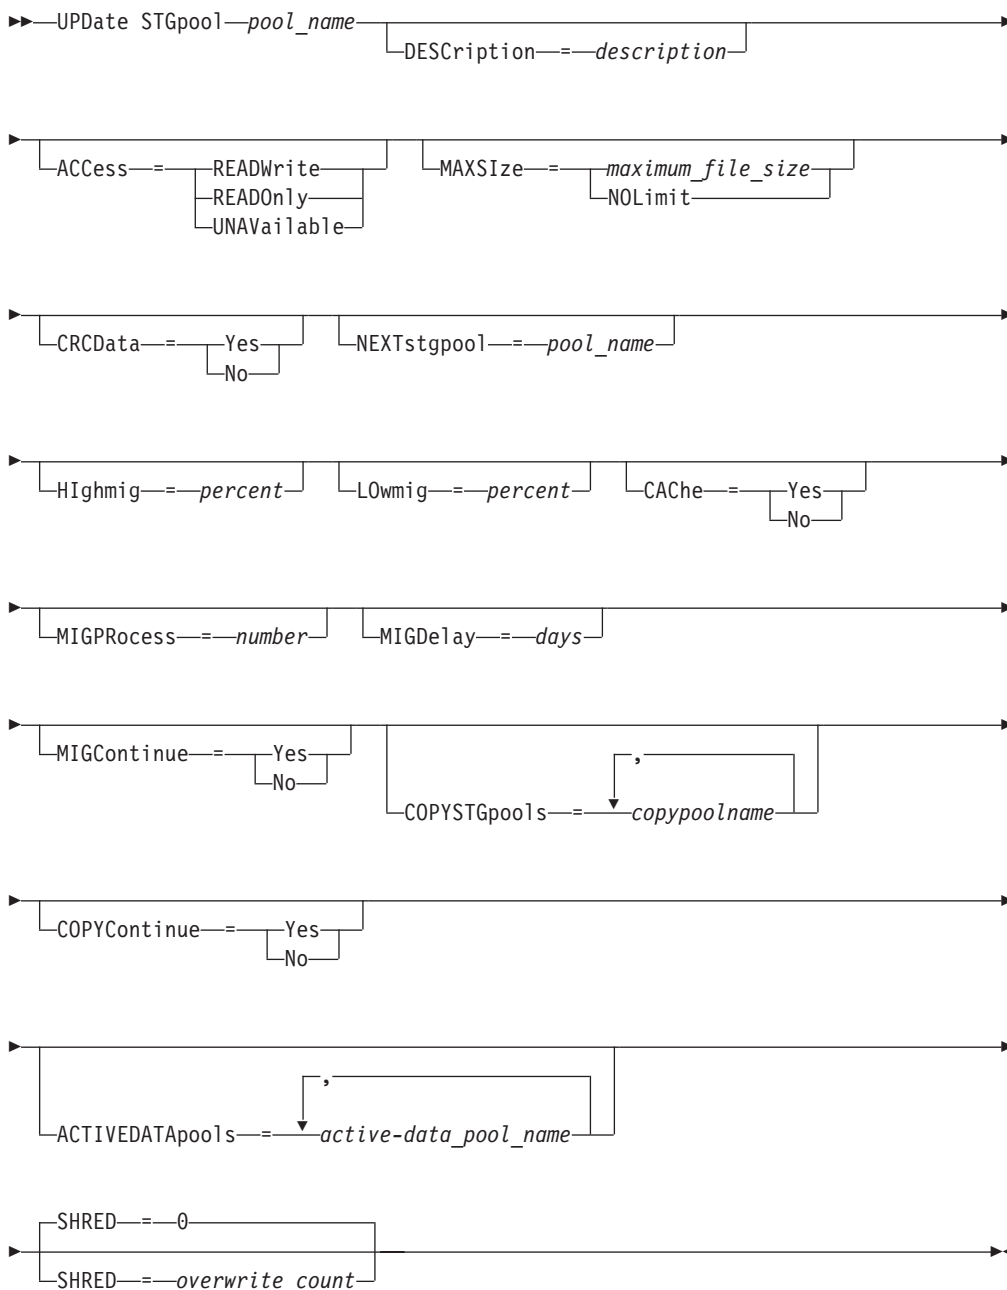 UPDate STGpool pool_name
DESCription = description
ACCess = READWrite
READOnly
UNAVailable
MAXSIze = maximum_file_size
NOLimit
CRCData = Yes
No
NEXTstgpool = pool_name
HIghmig = percent
LOwmig = percent
CAChe = Yes
No
MIGPRocess = number
MIGDelay = days
MIGContinue = Yes
No
,
COPYSTGpools = copypoolname
COPYContinue = Yes
No
,
ACTIVEDATApools = active-data_pool_name
SHRED = 0
SHRED = overwrite count